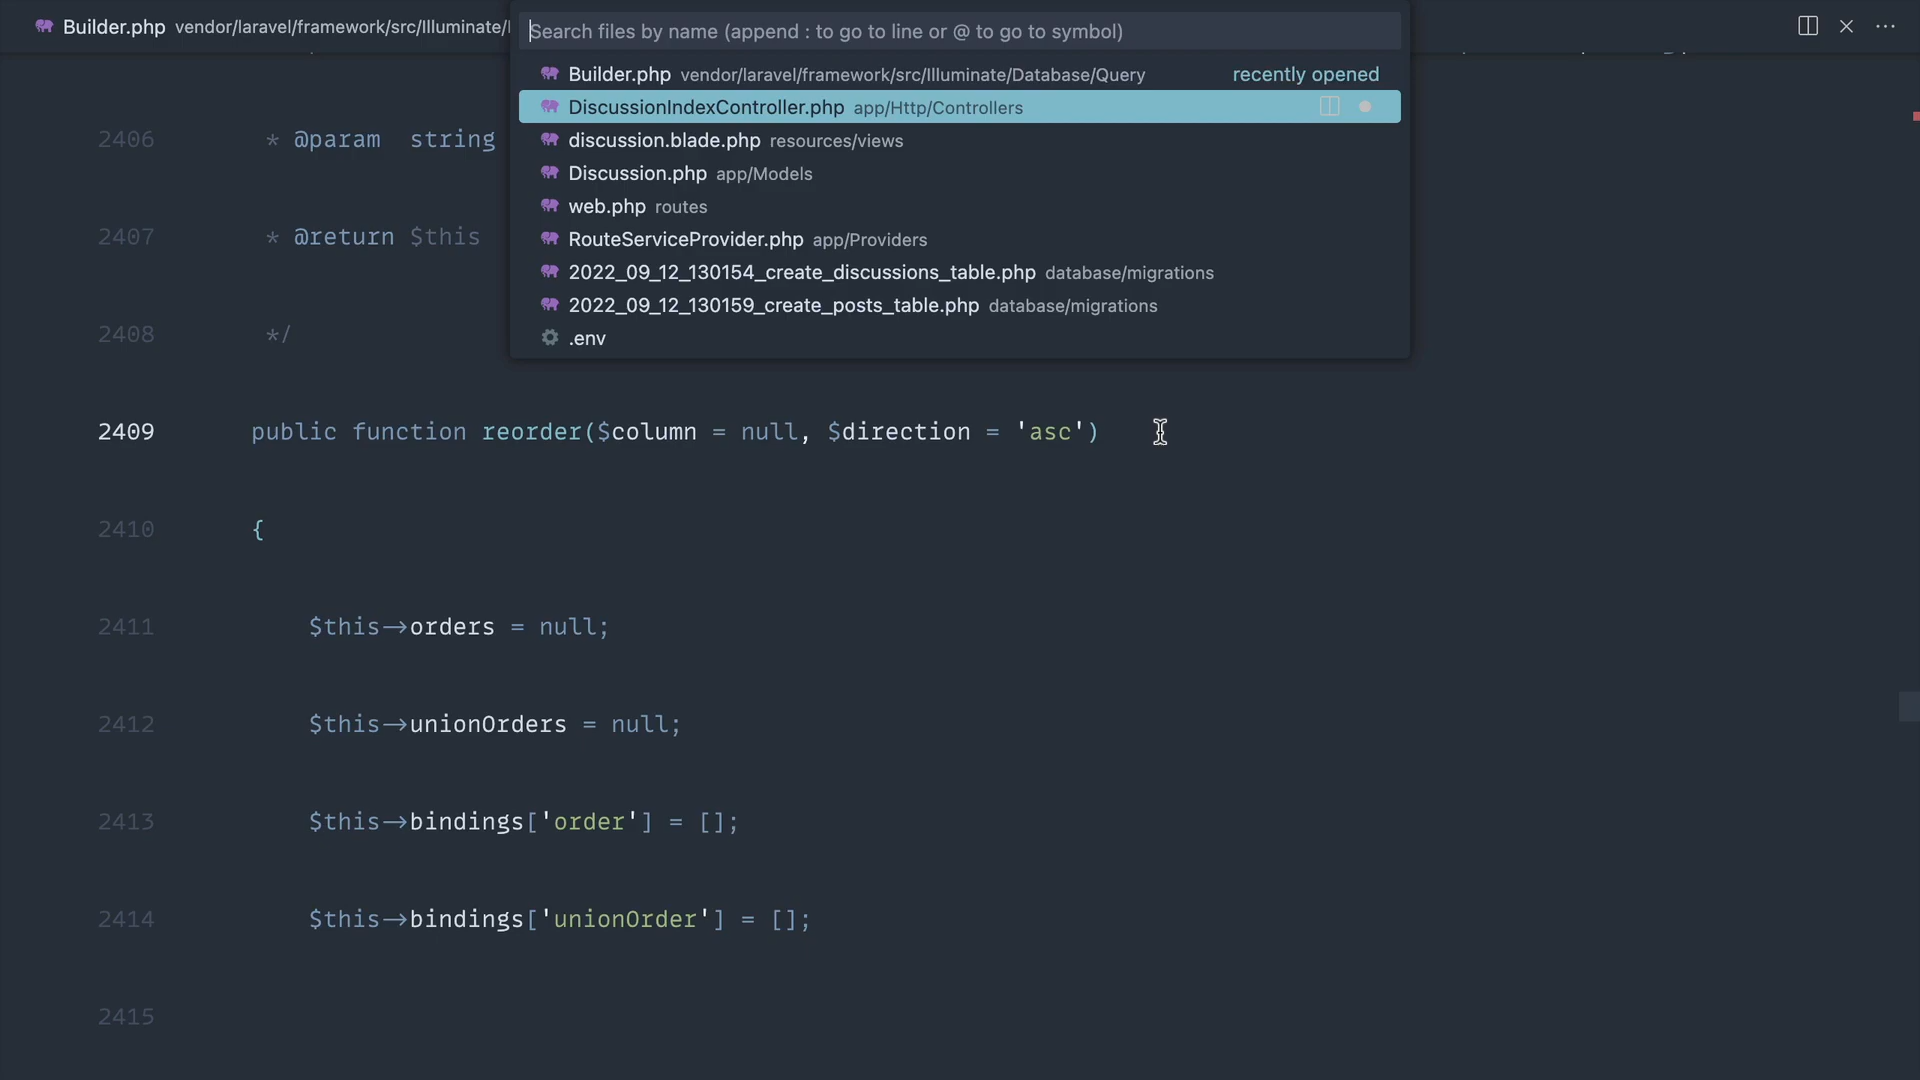 Builder.php vendor/laravel/framework/src/Illuminate/
Search files by name (append : to go to line or @ to go to symbol)
Builder.php vendor/laravel/framework/src/Illuminate/Database/Query recently opened
DiscussionIndexController.php app/Http/Controllers
discussion.blade.php resources/views
Discussion.php app/Models
web.php routes
RouteServiceProvider.php app/Providers
2022_09_12_130154_create_discussions_table.php database/migrations
2022_09_12_130159_create_posts_table.php database/migrations
.env
2406 * @param string
2407 * @return $this
2408 */
2409 public function reorder($column = null, $direction = 'asc')
2410 {
2411 $this->orders = null;
2412 $this->unionOrders = null;
2413 $this->bindings['order'] = [];
2414 $this->bindings['unionOrder'] = [];
2415